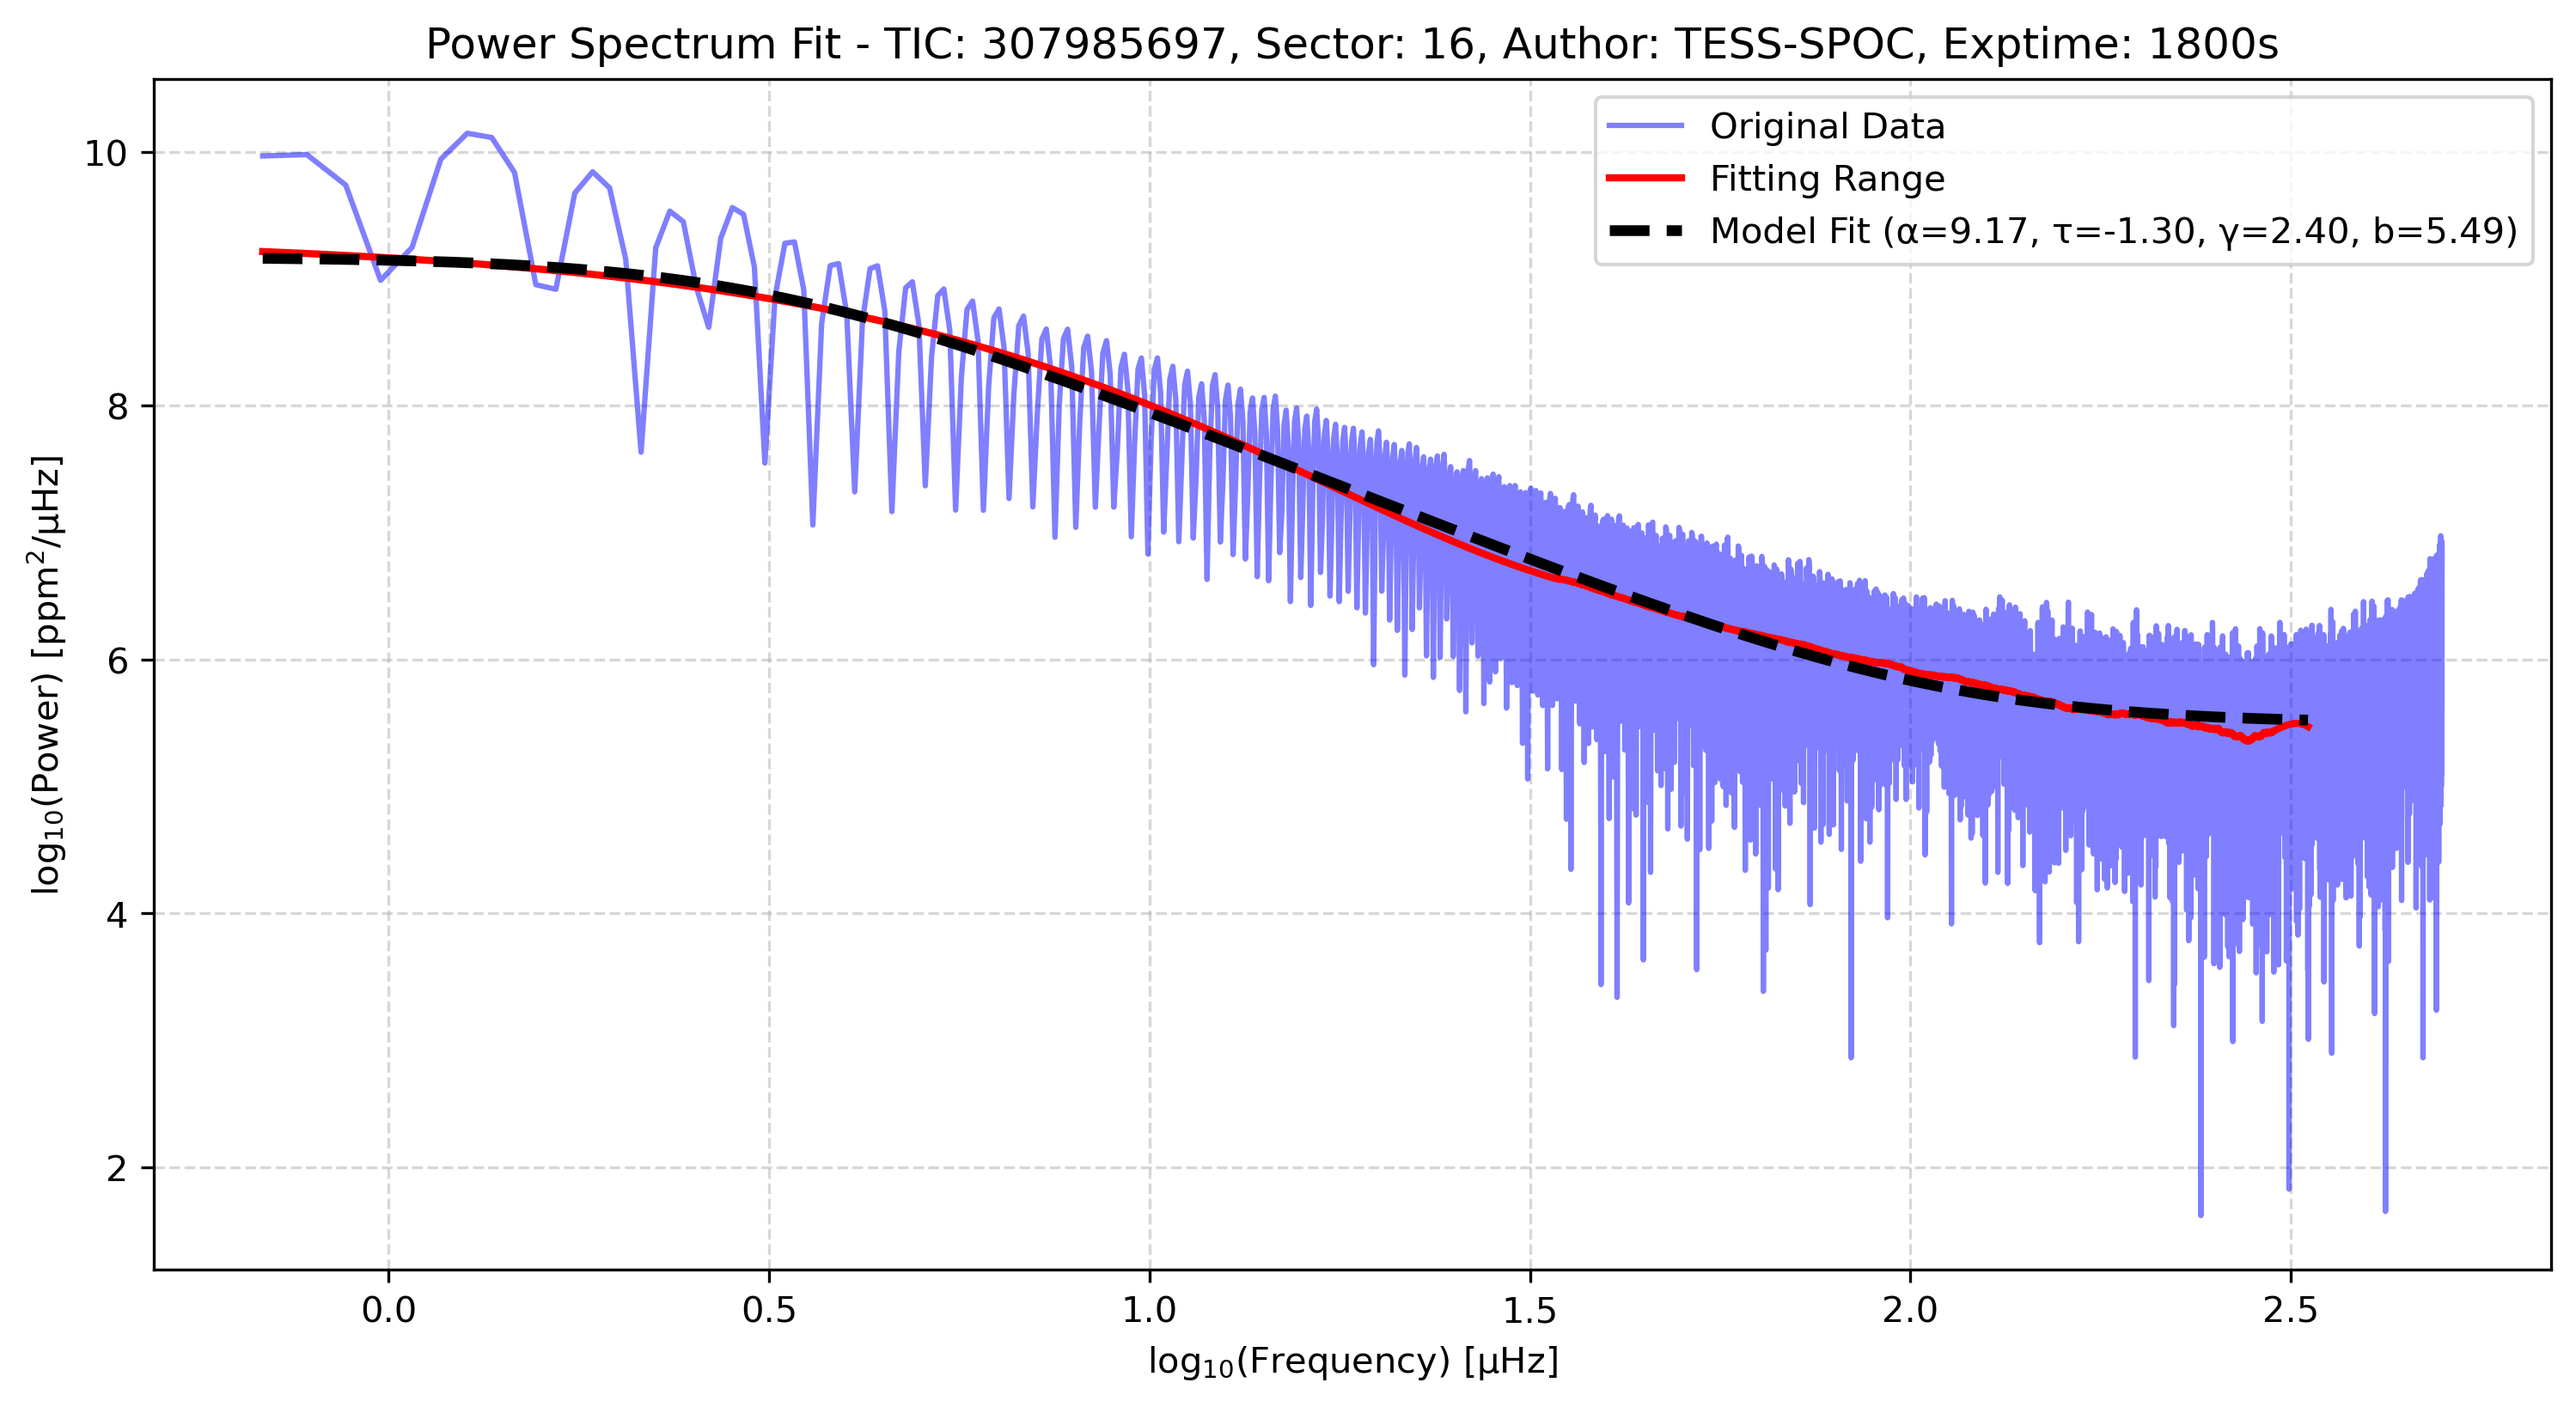 Power Spectrum Fit - TIC: 307985697, Sector: 16, Author: TESS-SPOC, Exptime: 1800s
Original Data
Fitting Range
Model Fit (α=9.17, τ=-1.30, γ=2.40, b=5.49)
log₁₀(Power) [ppm²/μHz]
10
8
6
4
2
0.0 0.5 1.0 1.5 2.0 2.5
log₁₀(Frequency) [μHz]